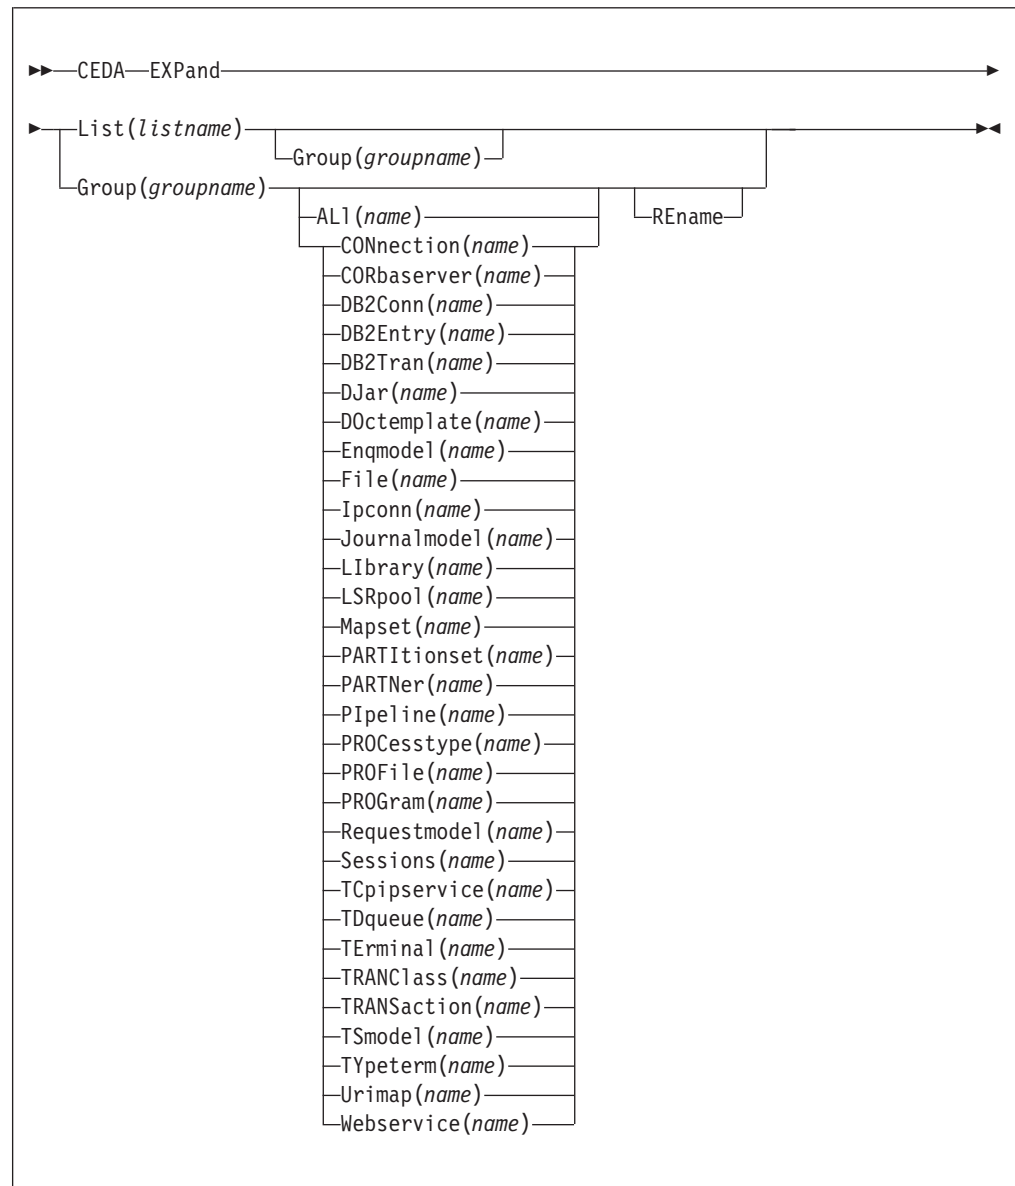 CEDA EXPand
List(listname)
Group(groupname)
Group(groupname)
ALl(name) REname
CONnection(name)
CORbaserver(name)
DB2Conn(name)
DB2Entry(name)
DB2Tran(name)
DJar(name)
DOctemplate(name)
Enqmodel(name)
File(name)
Ipconn(name)
Journalmodel(name)
LIbrary(name)
LSRpool(name)
Mapset(name)
PARTItionset(name)
PARTNer(name)
PIpeline(name)
PROCesstype(name)
PROFile(name)
PROGram(name)
Requestmodel(name)
Sessions(name)
TCpipservice(name)
TDqueue(name)
TErminal(name)
TRANClass(name)
TRANSaction(name)
TSmodel(name)
TYpeterm(name)
Urimap(name)
Webservice(name)